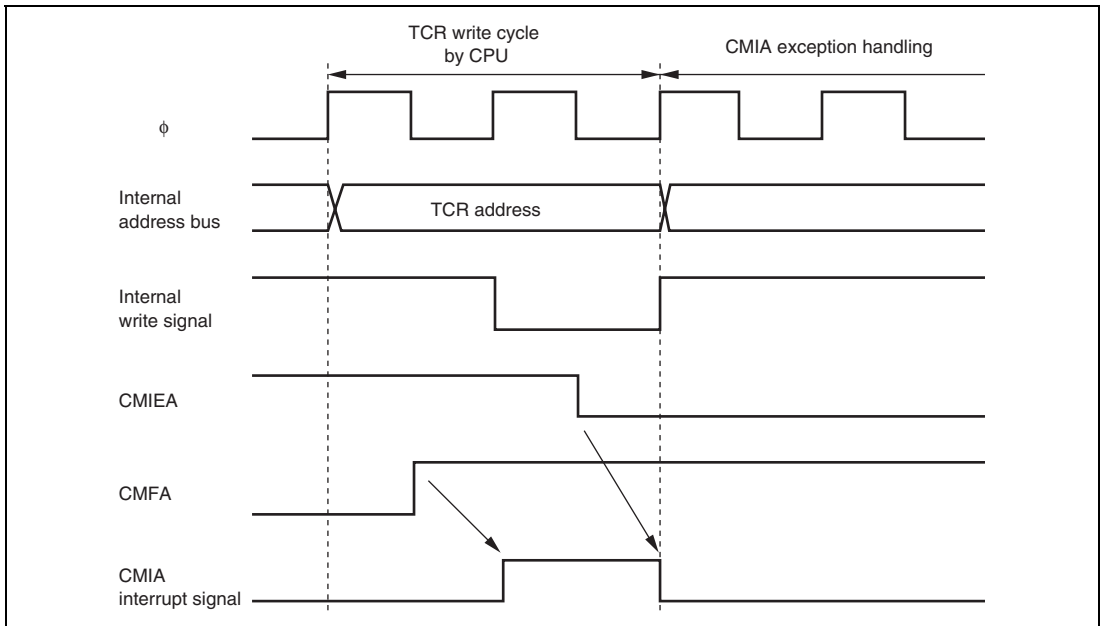 TCR write cycle
by CPU
CMIA exception handling
ϕ
Internal
address bus
TCR address
Internal
write signal
CMIEA
CMFA
CMIA
interrupt signal